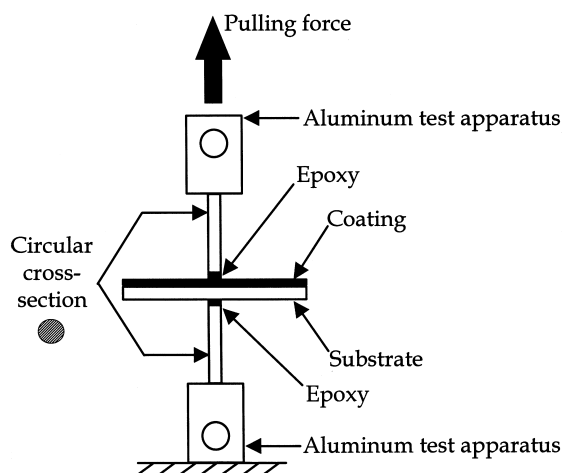 Pulling force
Aluminum test apparatus
Epoxy
Coating
Circular
cross-
section
Substrate
Epoxy
Aluminum test apparatus